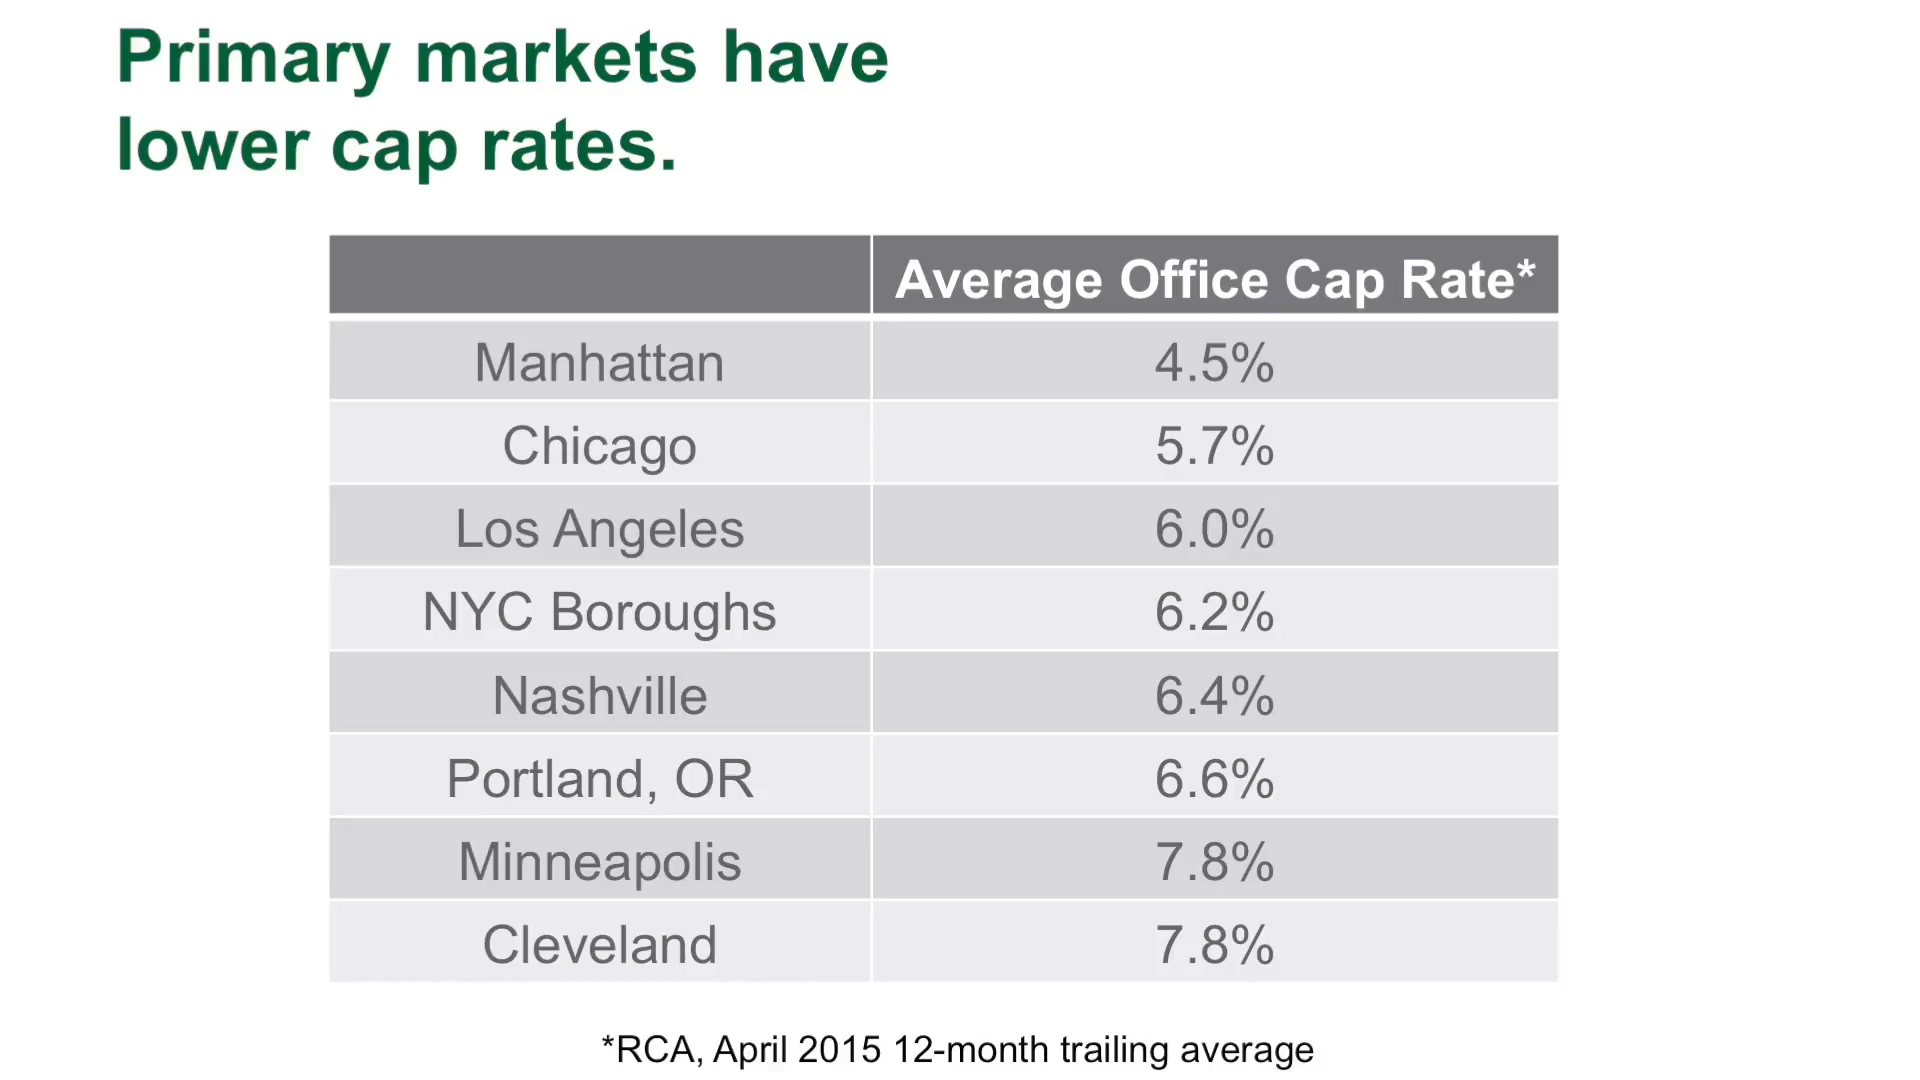 Primary markets have
lower cap rates.
Average Office Cap Rate*
Manhattan 4.5%
Chicago 5.7%
Los Angeles 6.0%
NYC Boroughs 6.2%
Nashville 6.4%
Portland, OR 6.6%
Minneapolis 7.8%
Cleveland 7.8%
*RCA, April 2015 12-month trailing average